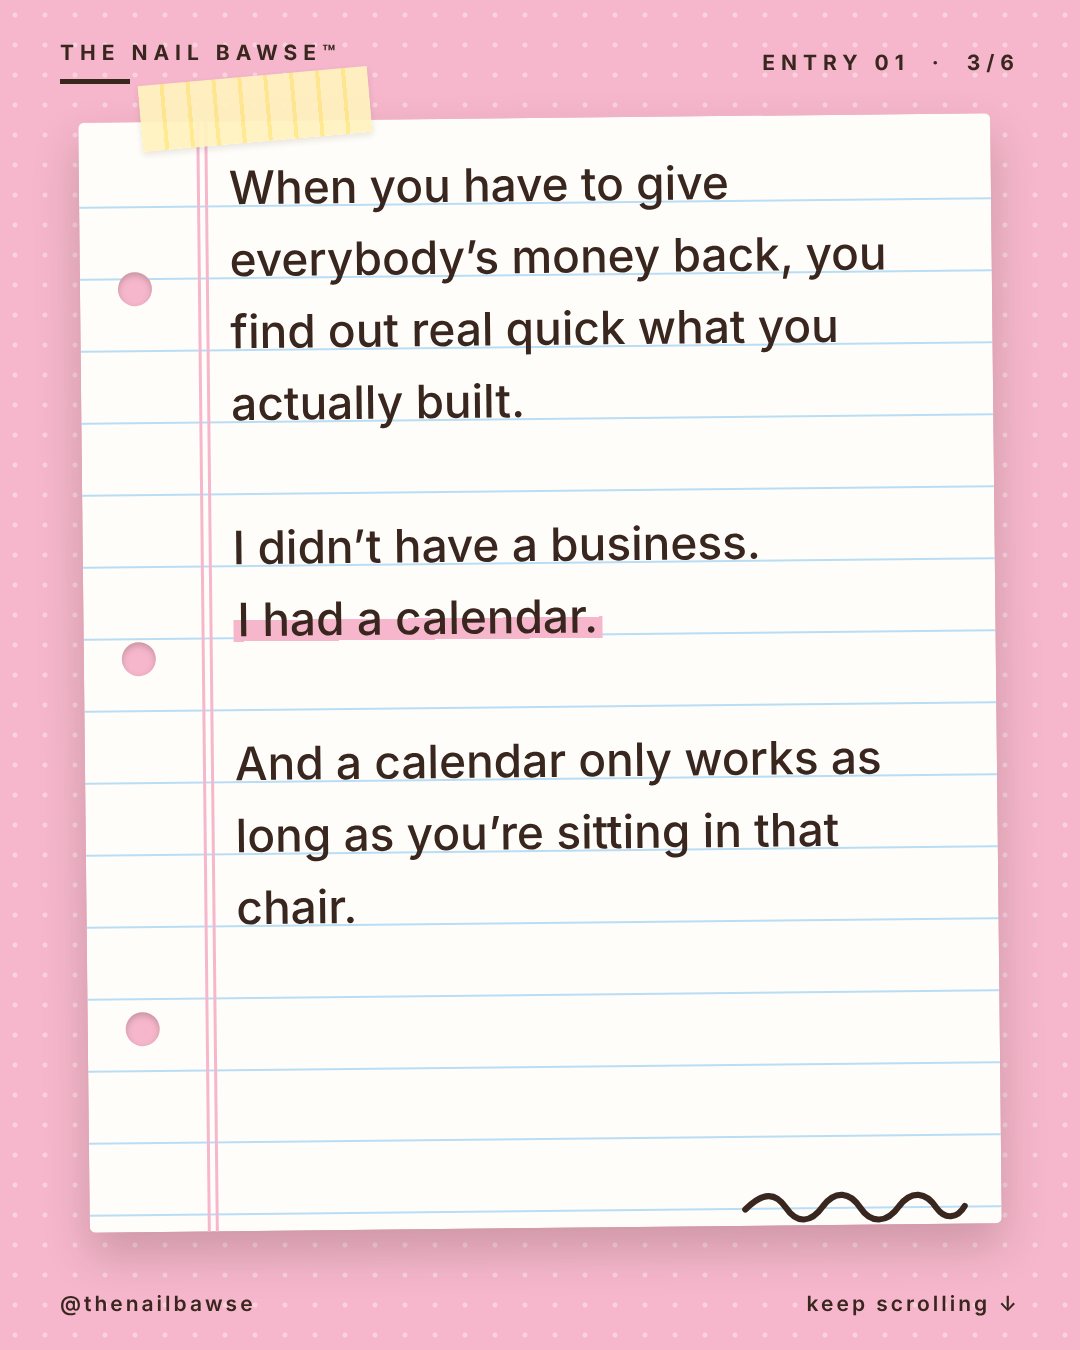 THE NAIL BAWSE™
ENTRY 01 · 3/6
When you have to give
everybody’s money back, you
find out real quick what you
actually built.
I didn’t have a business.
I had a calendar.
And a calendar only works as
long as you’re sitting in that
chair.
@thenailbawse
keep scrolling ↓